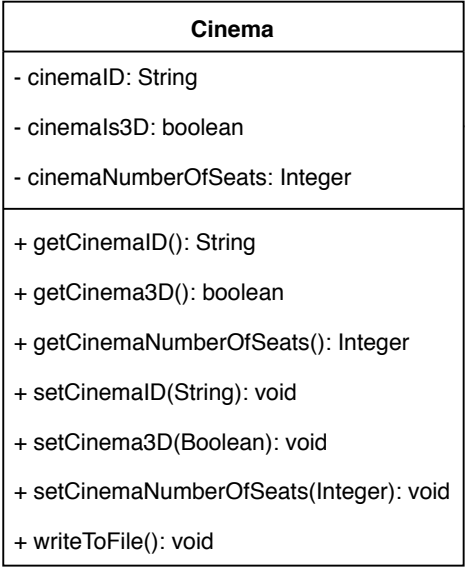 Cinema
- cinemaID: String
- cinemaIs3D: boolean
- cinemaNumberOfSeats: Integer
+ getCinemaID(): String
+ getCinema3D(): boolean
+ getCinemaNumberOfSeats(): Integer
+ setCinemaID(String): void
+ setCinema3D(Boolean): void
+ setCinemaNumberOfSeats(Integer): void
+ writeToFile(): void